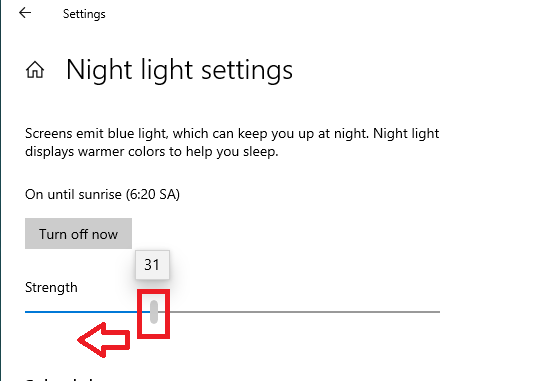 Settings
Night light settings
Screens emit blue light, which can keep you up at night. Night light
displays warmer colors to help you sleep.
On until sunrise (6:20 SA)
Turn off now
31
Strength